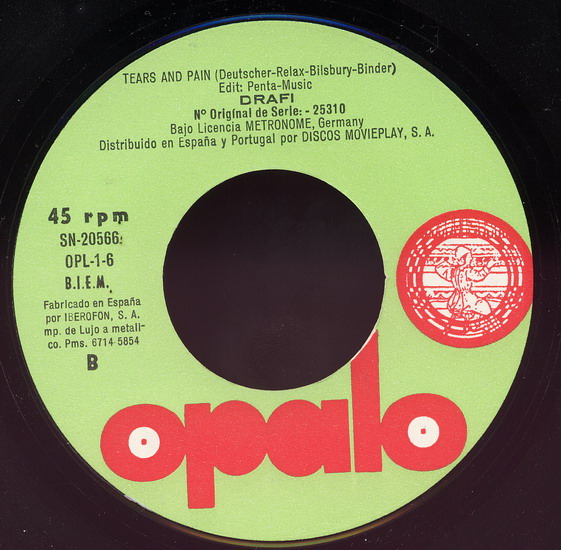 TEARS AND PAIN (Deutscher-Relax-Bilsbury-Binder)
Edit: Penta-Music
DRAFI
Nº Original de Serie: - 25310
Bajo Licencia METRONOME, Germany
Distribuido en España y Portugal por DISCOS MOVIEPLAY, S. A.
45 rpm
SN-20566
OPL-1-6
B.I.E.M.
Fabricado en España
por IBEROFON, S. A.
mp. de Lujo a metáli-
co. Pms. 6714-5854
B
opalo